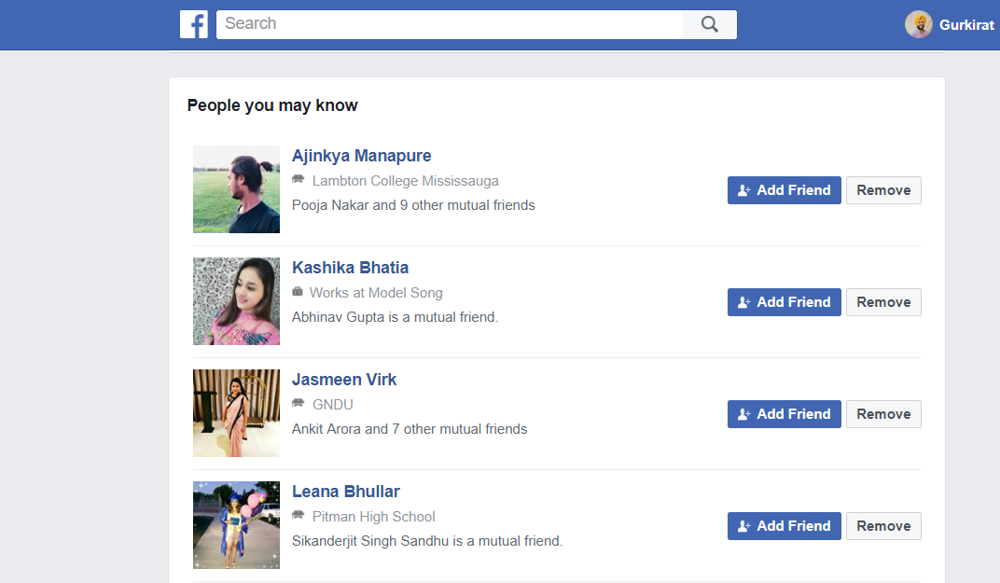 f Search Gurkirat
People you may know
Ajinkya Manapure
Lambton College Mississauga
Pooja Nakar and 9 other mutual friends
Add Friend Remove
Kashika Bhatia
Works at Model Song
Abhinav Gupta is a mutual friend.
Add Friend Remove
Jasmeen Virk
GNDU
Ankit Arora and 7 other mutual friends
Add Friend Remove
Leana Bhullar
Pitman High School
Sikanderjit Singh Sandhu is a mutual friend.
Add Friend Remove